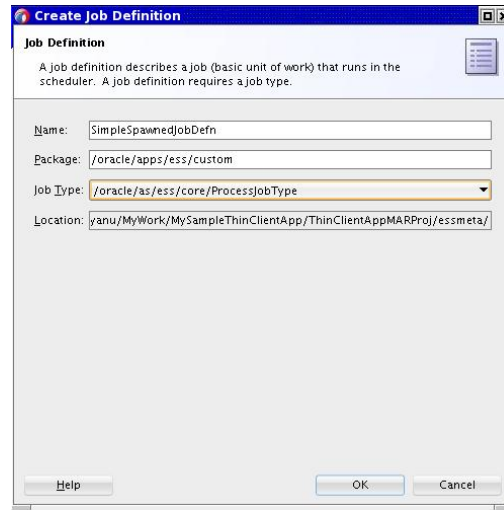 Create Job Definition
Job Definition
A job definition describes a job (basic unit of work) that runs in the
scheduler. A job definition requires a job type.
Name: SimpleSpawnedJobDefn
Package: /oracle/apps/ess/custom
Job Type: /oracle/as/ess/core/ProcessJobType
Location: yanu/MyWork/MySampleThinClientApp/ThinClientAppMARProj/essmeta/
Help OK Cancel